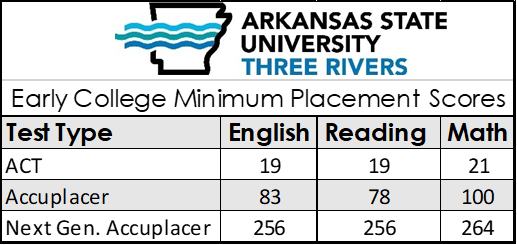 ARKANSAS STATE
UNIVERSITY
THREE RIVERS
Early College Minimum Placement Scores
Test Type English Reading Math
ACT 19 19 21
Accuplacer 83 78 100
Next Gen. Accuplacer 256 256 264